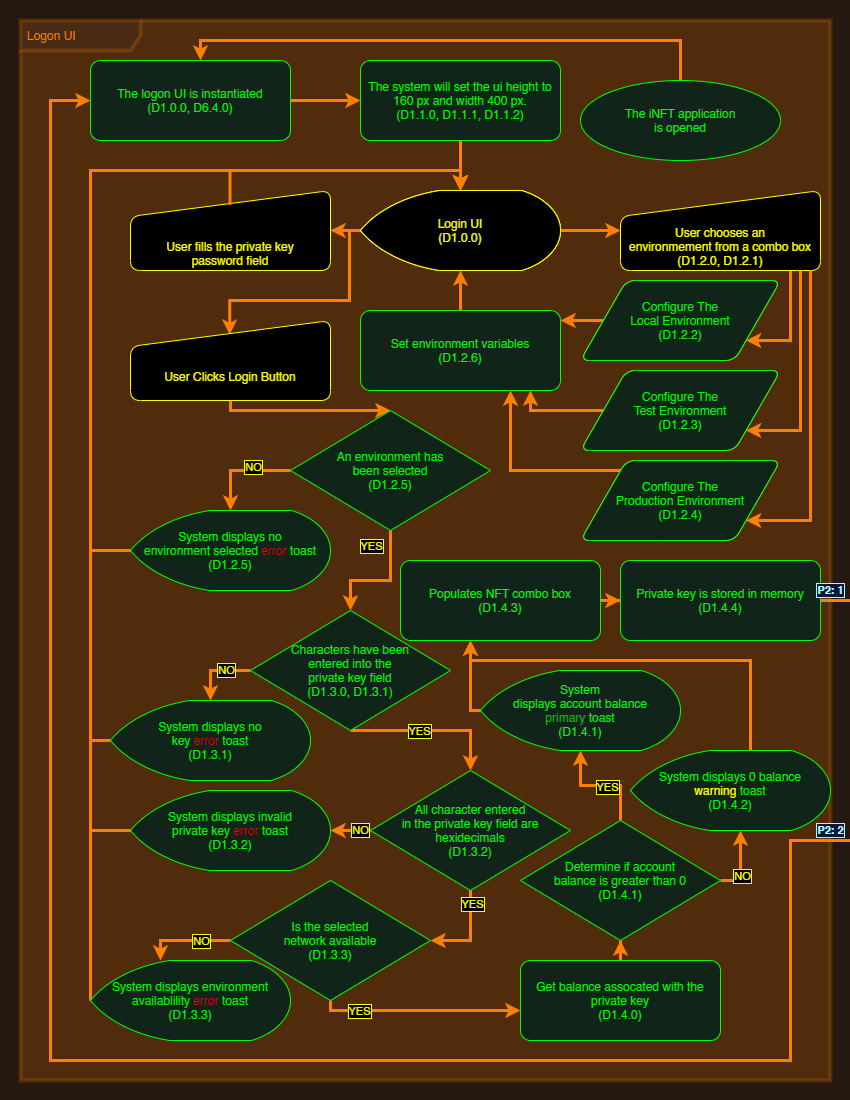 Logon UI
The logon UI is instantiated
(D1.0.0, D6.4.0)
The system will set the ui height to
160 px and width 400 px.
(D1.1.0, D.1.1.1, D1.1.2)
The iNFT application
is opened
User fills the private key
password field
Login UI
(D1.0.0)
User chooses an
environmement from a combo box
(D1.2.0, D1.2.1)
Configure The
Local Environment
(D1.2.2)
Set environment variables
(D1.2.6)
User Clicks Login Button
Configure The
Test Environment
(D1.2.3)
An environment has
been selected
(D1.2.5)
NO
Configure The
Production Environment
(D1.2.4)
System displays no
environment selected error toast
(D1.2.5)
YES
Populates NFT combo box
(D1.4.3)
Private key is stored in memory
(D1.4.4)
P2: 1
Characters have been
entered into the
private key field
(D1.3.0, D1.3.1)
NO
System displays no
key error toast
(D1.3.1)
YES
System
displays account balance
primary toast
(D1.4.1)
System displays 0 balance
warning toast
(D1.4.2)
YES
System displays invalid
private key error toast
(D1.3.2)
NO
All character entered
in the private key field are
hexidecimals
(D1.3.2)
P2: 2
Determine if account
balance is greater than 0
(D1.4.1)
NO
YES
Is the selected
network available
(D1.3.3)
NO
System displays environment
availablility error toast
(D1.3.3)
YES
Get balance assocated with the
private key
(D1.4.0)